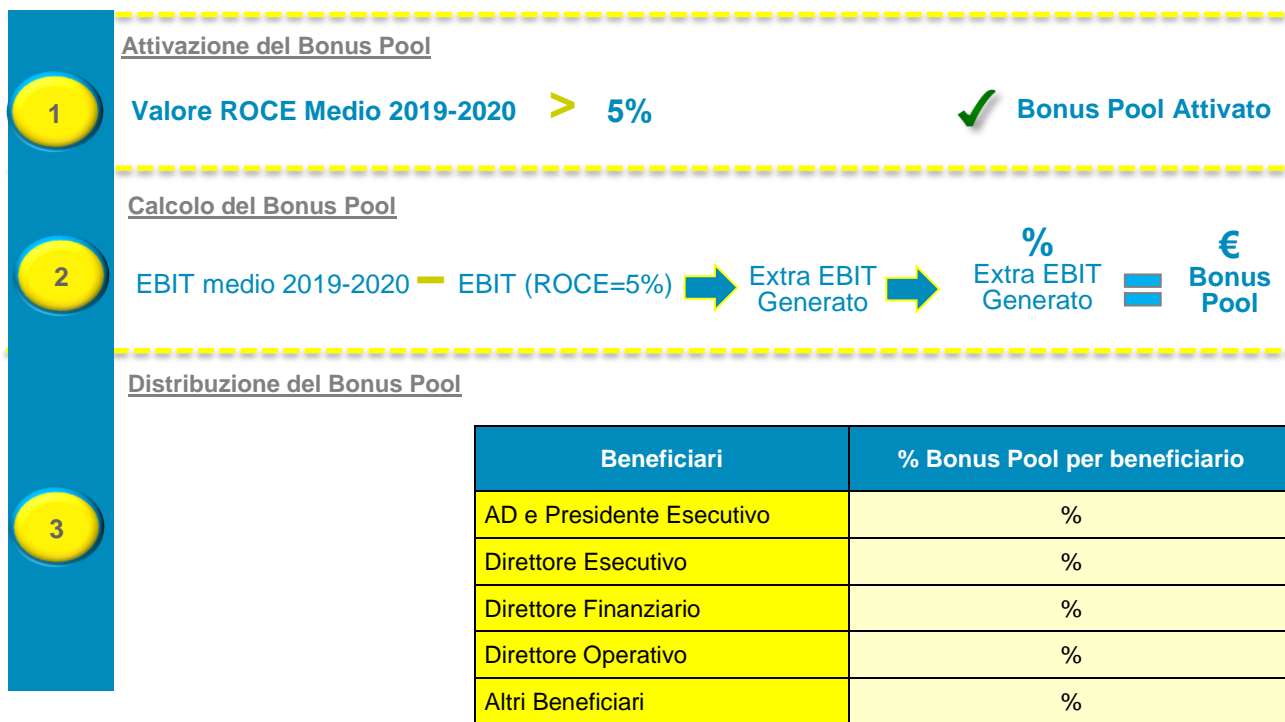 Attivazione del Bonus Pool
1
Valore ROCE Medio 2019-2020 > 5%
Bonus Pool Attivato
Calcolo del Bonus Pool
2
EBIT medio 2019-2020 − EBIT (ROCE=5%)
Extra EBIT
Generato
%
Extra EBIT
Generato
=
€
Bonus
Pool
Distribuzione del Bonus Pool
3
Beneficiari % Bonus Pool per beneficiario
AD e Presidente Esecutivo %
Direttore Esecutivo %
Direttore Finanziario %
Direttore Operativo %
Altri Beneficiari %